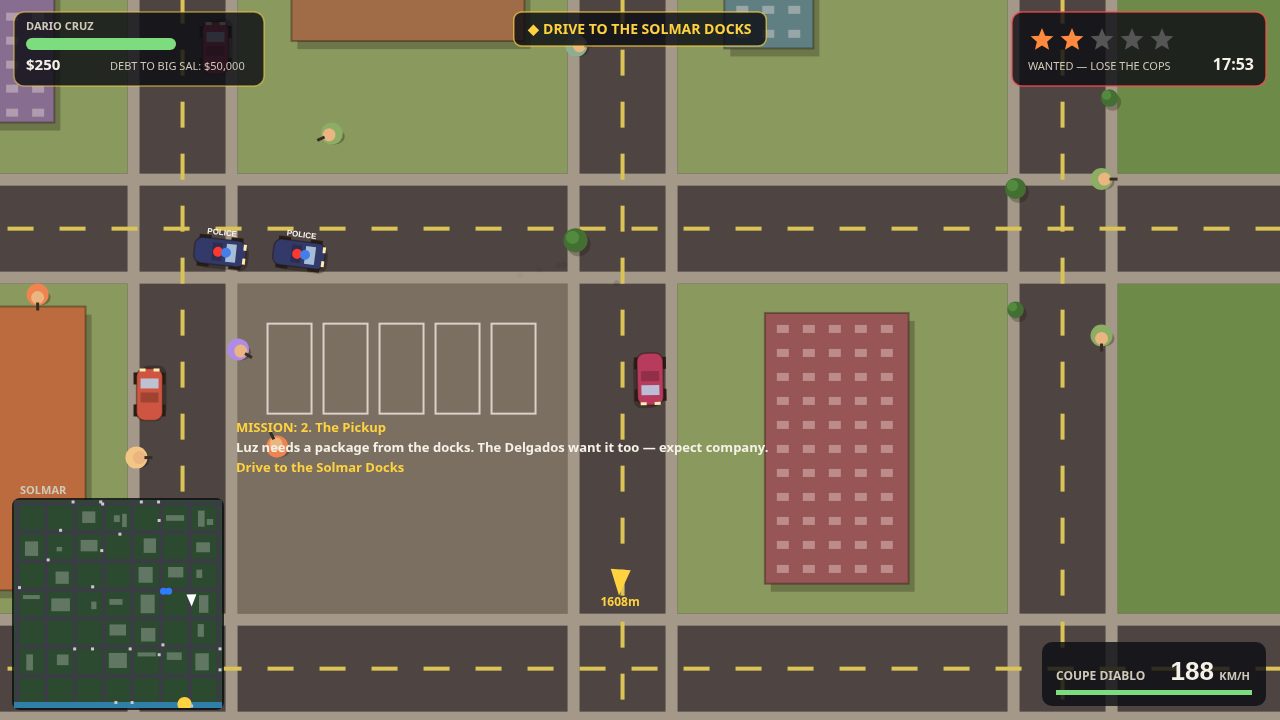 DARIO CRUZ
$250
DEBT TO BIG SAL: $50,000
◆ DRIVE TO THE SOLMAR DOCKS
WANTED — LOSE THE COPS
17:53
POLICE
POLICE
MISSION: 2. The Pickup
Luz needs a package from the docks. The Delgados want it too — expect company.
Drive to the Solmar Docks
SOLMAR
1608m
COUPE DIABLO
188 KM/H